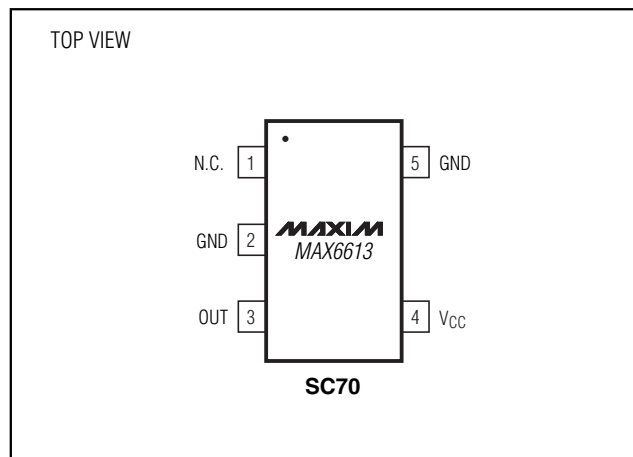 TOP VIEW
N.C. 1
5 GND
GND 2
MAXIM
MAX6613
OUT 3
4 VCC
SC70